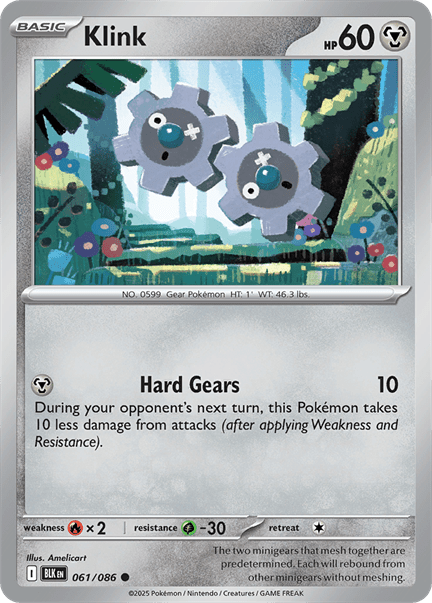 BASIC
Klink
HP 60
NO. 0599 Gear Pokémon HT: 1' WT: 46.3 lbs.
Hard Gears 10
During your opponent's next turn, this Pokémon takes
10 less damage from attacks (after applying Weakness and
Resistance).
weakness × 2 resistance -30 retreat
Illus. Amelicart
I BLK EN 061/086
The two minigears that mesh together are
predetermined. Each will rebound from
other minigears without meshing.
©2025 Pokémon / Nintendo / Creatures / GAME FREAK